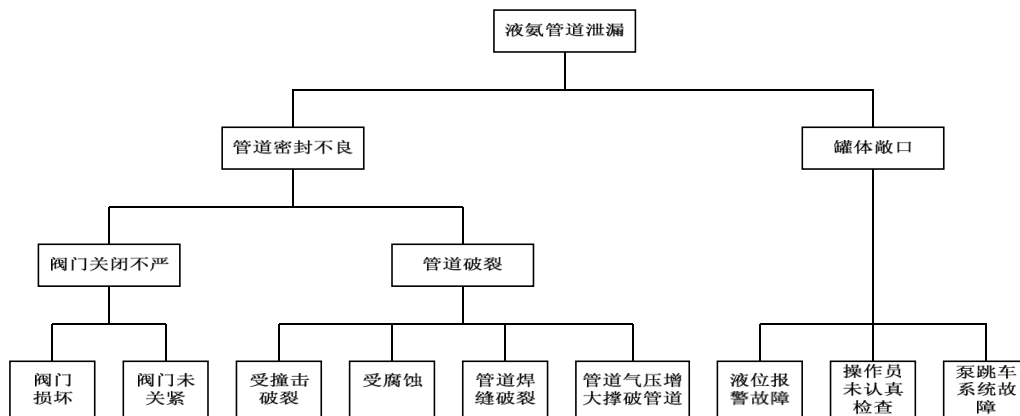 液氨管道泄漏
管道密封不良
罐体敞口
阀门关闭不严
管道破裂
阀门
损坏
阀门未
关紧
受撞击
破裂
受腐蚀
管道焊
缝破裂
管道气压增
大撑破管道
液位报
警故障
操作员
未认真
检查
泵跳车
系统故
障